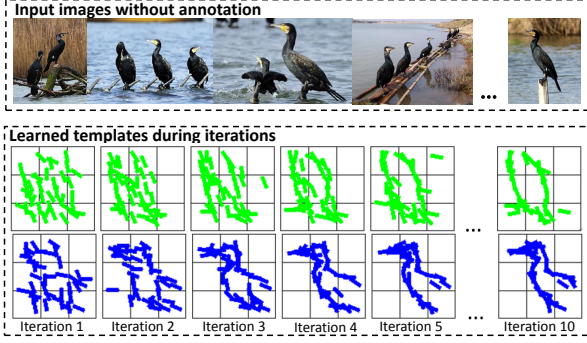 Input images without annotation
...
Learned templates during iterations
...
Iteration 1 Iteration 2 Iteration 3 Iteration 4 Iteration 5 ... Iteration 10